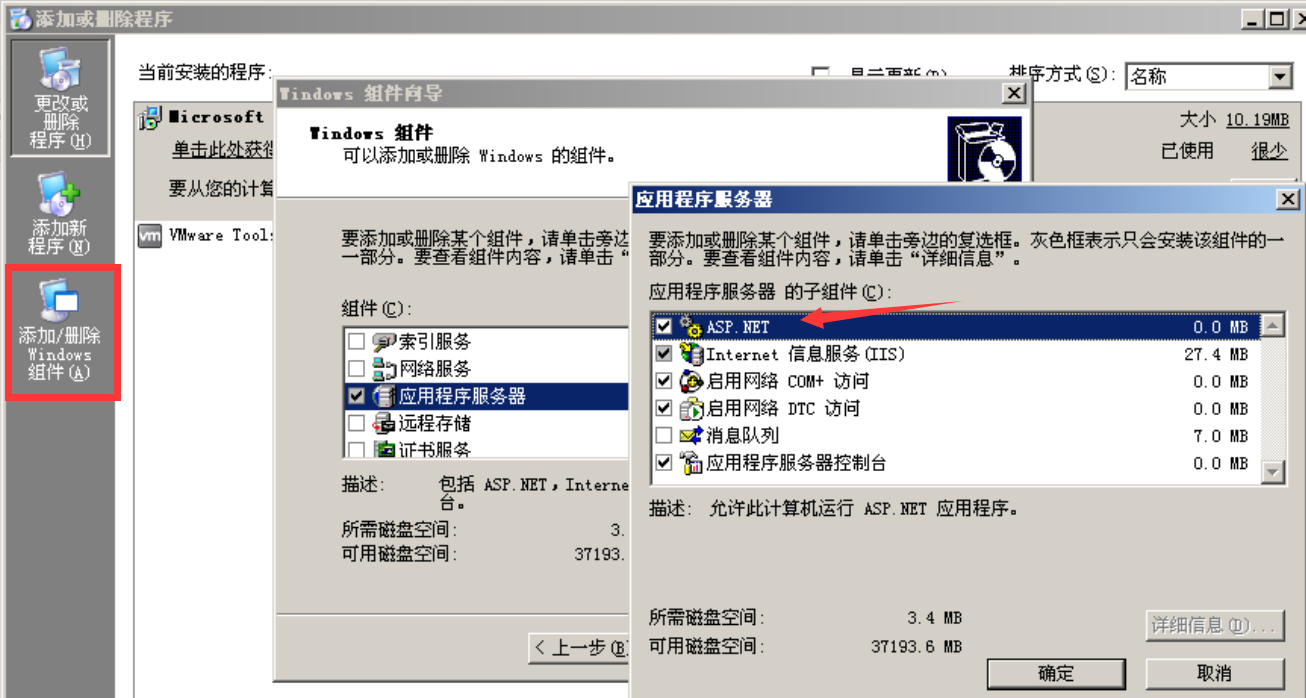 添加或删除程序
更改或
删除
程序(H)
添加新
程序(N)
添加/删除
Windows
组件(A)
当前安装的程序:
排序方式(S):
名称
Microsoft
单击此处获
要从您的计算
大小 10.19MB
已使用 很少
VMware Tool
Windows 组件向导
Windows 组件
可以添加或删除 Windows 的组件。
要添加或删除某个组件，请单击旁边
一部分。要查看组件内容，请单击“
组件(C):
索引服务
网络服务
应用程序服务器
远程存储
证书服务
描述: 包括 ASP.NET，Interne
台。
所需磁盘空间: 3.
可用磁盘空间: 37193.
< 上一步(B)
应用程序服务器
要添加或删除某个组件，请单击旁边的复选框。灰色框表示只会安装该组件的一
部分。要查看组件内容，请单击“详细信息”。
应用程序服务器 的子组件(C):
ASP.NET 0.0 MB
Internet 信息服务(IIS) 27.4 MB
启用网络 COM+ 访问 0.0 MB
启用网络 DTC 访问 0.0 MB
消息队列 7.0 MB
应用程序服务器控制台 0.0 MB
描述: 允许此计算机运行 ASP.NET 应用程序。
所需磁盘空间: 3.4 MB
可用磁盘空间: 37193.6 MB
详细信息(D)...
确定
取消